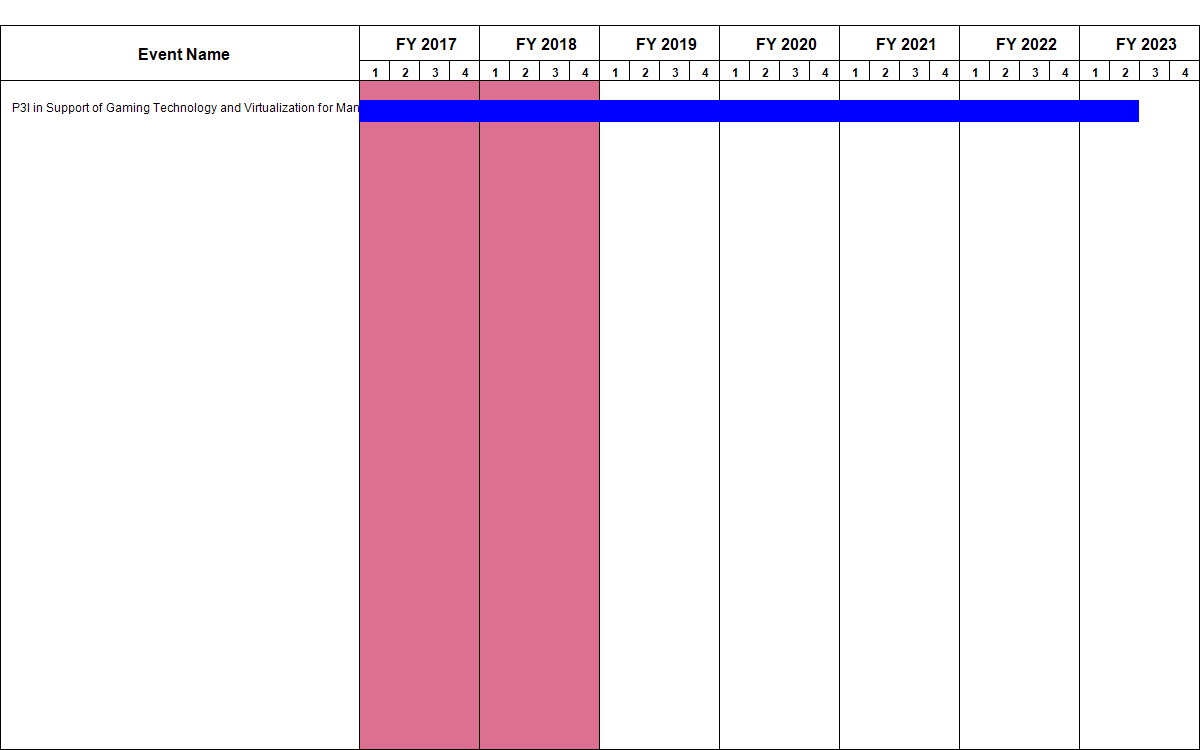 Event Name FY 2017 FY 2018 FY 2019 FY 2020 FY 2021 FY 2022 FY 2023
1 2 3 4 1 2 3 4 1 2 3 4 1 2 3 4 1 2 3 4 1 2 3 4 1 2 3 4
P3I in Support of Gaming Technology and Virtualization for Man